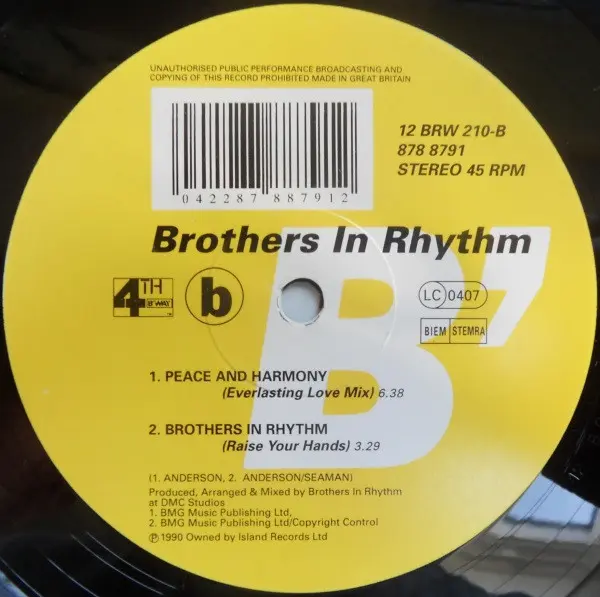 UNAUTHORISED PUBLIC PERFORMANCE BROADCASTING AND
COPYING OF THIS RECORD PROHIBITED MADE IN GREAT BRITAIN
042287 887912
12 BRW 210-B
878 8791
STEREO 45 RPM
Brothers In Rhythm
B'
4TH
B'WAY
b
LC 0407
BIEM STEMRA
1. PEACE AND HARMONY
(Everlasting Love Mix) 6.38
2. BROTHERS IN RHYTHM
(Raise Your Hands) 3.29
(1. ANDERSON, 2. ANDERSON/SEAMAN)
Produced, Arranged & Mixed by Brothers In Rhythm
at DMC Studios
1. BMG Music Publishing Ltd,
2. BMG Music Publishing Ltd/Copyright Control
℗ 1990 Owned by Island Records Ltd